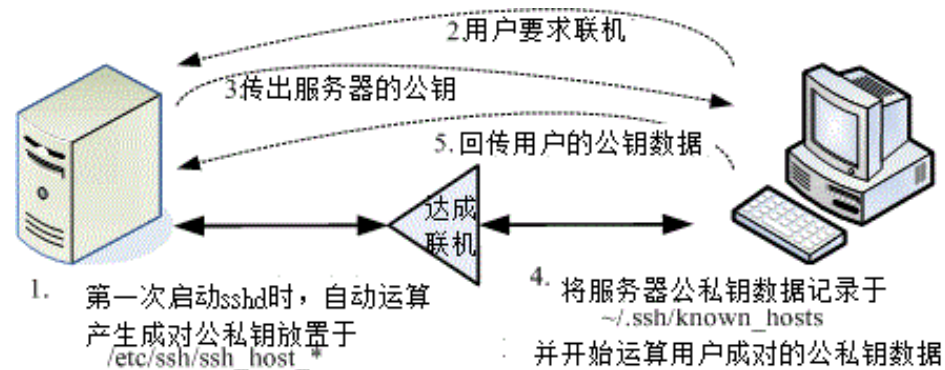 2.用户要求联机
3传出服务器的公钥
5.回传用户的公钥数据
达成
联机
1. 第一次启动sshd时，自动运算
产生成对公私钥放置于
/etc/ssh/ssh_host_*
4. 将服务器公私钥数据记录于
~/.ssh/known_hosts
并开始运算用户成对的公私钥数据